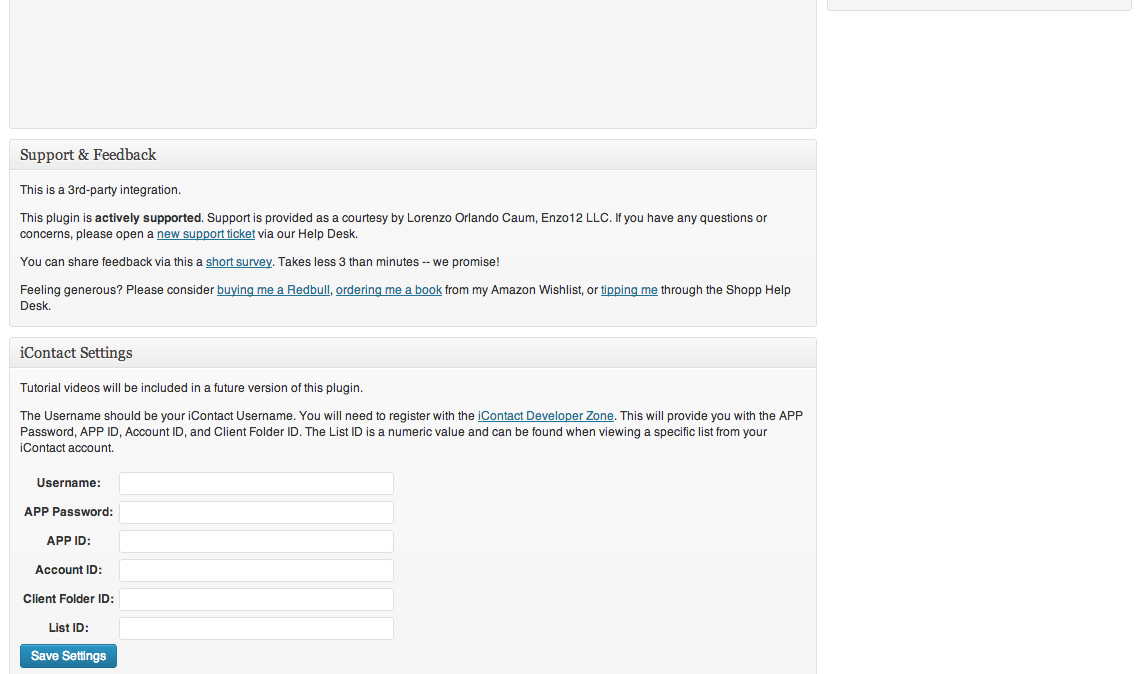 Support & Feedback
This is a 3rd-party integration.
This plugin is actively supported. Support is provided as a courtesy by Lorenzo Orlando Caum, Enzo12 LLC. If you have any questions or
concerns, please open a new support ticket via our Help Desk.
You can share feedback via this a short survey. Takes less 3 than minutes -- we promise!
Feeling generous? Please consider buying me a Redbull, ordering me a book from my Amazon Wishlist, or tipping me through the Shopp Help
Desk.
iContact Settings
Tutorial videos will be included in a future version of this plugin.
The Username should be your iContact Username. You will need to register with the iContact Developer Zone. This will provide you with the APP
Password, APP ID, Account ID, and Client Folder ID. The List ID is a numeric value and can be found when viewing a specific list from your
iContact account.
Username:
APP Password:
APP ID:
Account ID:
Client Folder ID:
List ID:
Save Settings